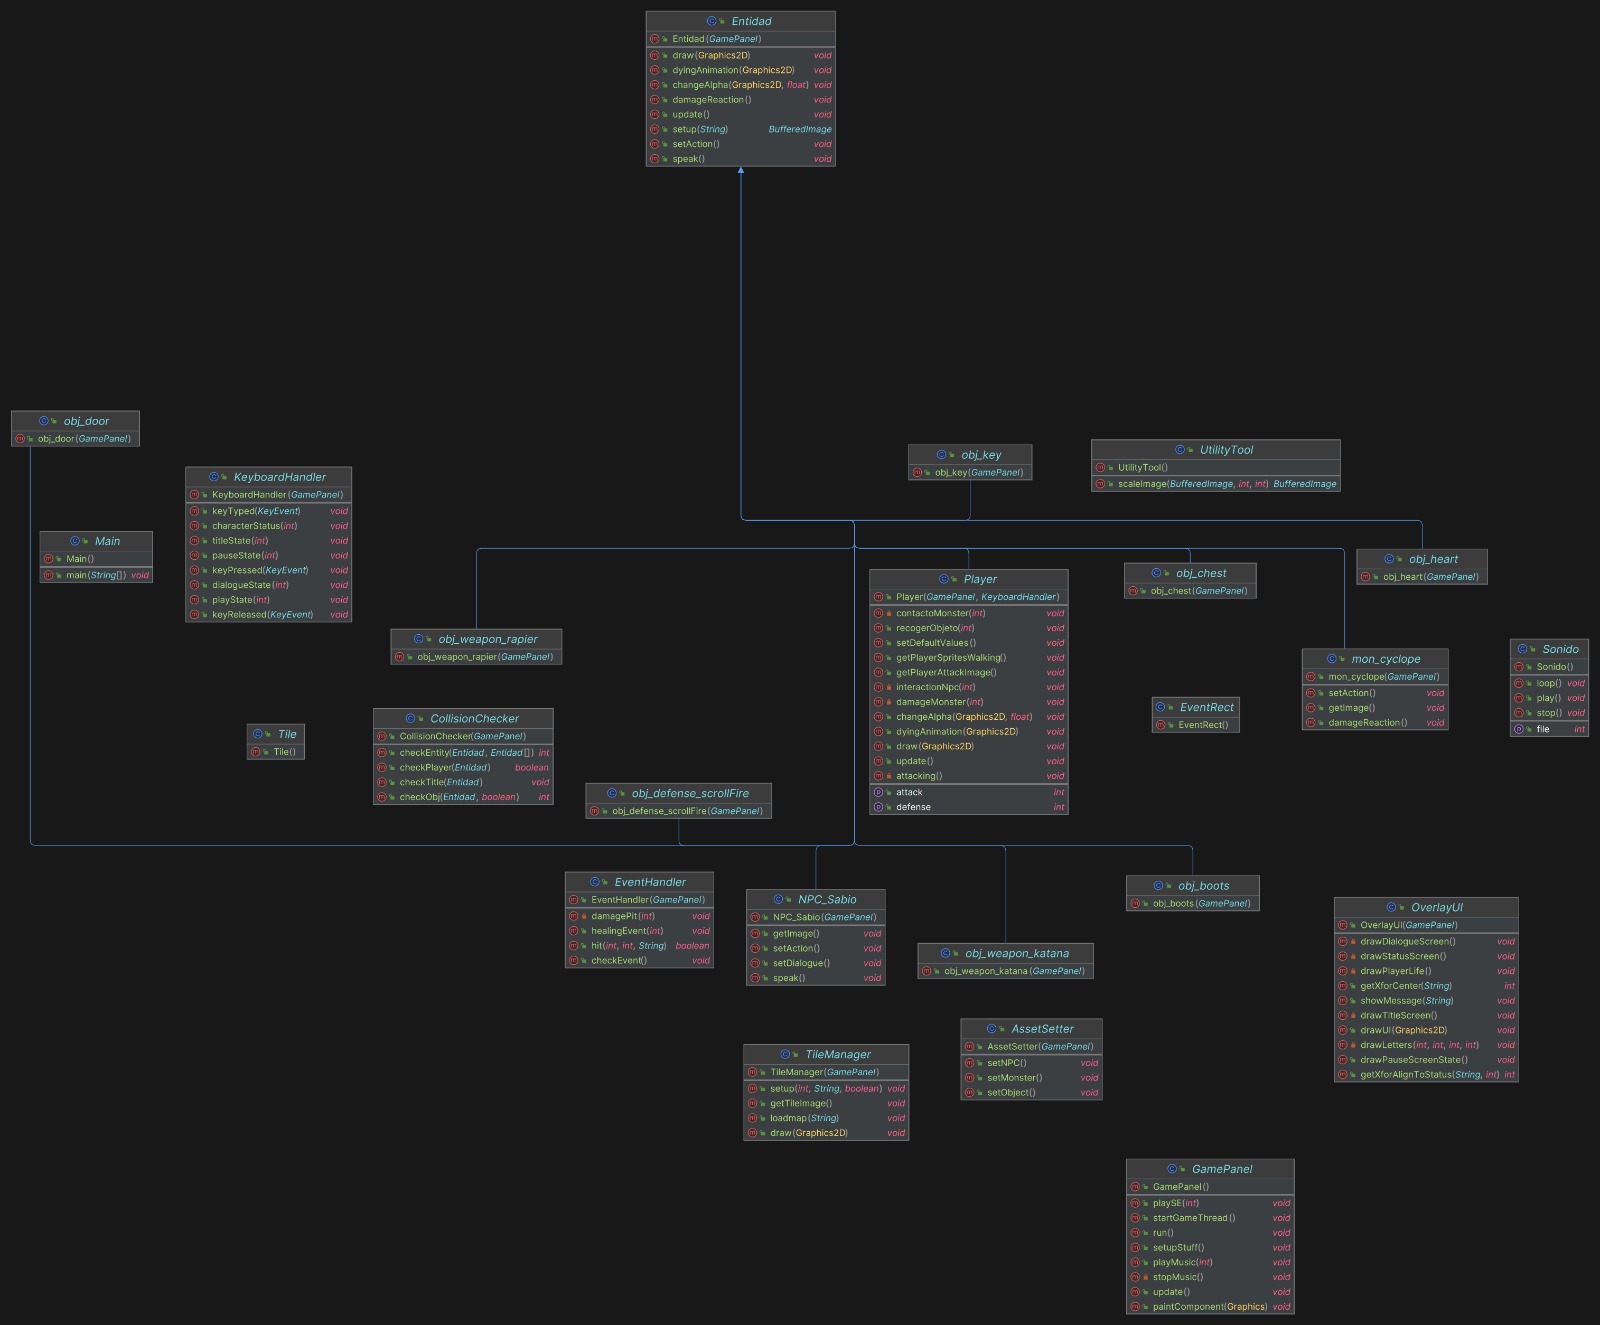 Entidad
Entidad(GamePanel)
draw(Graphics2D) void
dyingAnimation(Graphics2D) void
changeAlpha(Graphics2D, float) void
damageReaction() void
update() void
setup(String) BufferedImage
setAction() void
speak() void
obj_door
obj_door(GamePanel)
KeyboardHandler
KeyboardHandler(GamePanel)
keyTyped(KeyEvent) void
characterStatus(int) void
titleState(int) void
pauseState(int) void
keyPressed(KeyEvent) void
dialogueState(int) void
playState(int) void
keyReleased(KeyEvent) void
Main
Main()
main(String[]) void
obj_key
obj_key(GamePanel)
UtilityTool
UtilityTool()
scaleImage(BufferedImage, int, int) BufferedImage
obj_heart
obj_heart(GamePanel)
obj_weapon_rapier
obj_weapon_rapier(GamePanel)
Player
Player(GamePanel, KeyboardHandler)
contactoMonster(int) void
recogerObjeto(int) void
setDefaultValues() void
getPlayerSpritesWalking() void
getPlayerAttackImage() void
interactionNpc(int) void
damageMonster(int) void
changeAlpha(Graphics2D, float) void
dyingAnimation(Graphics2D) void
draw(Graphics2D) void
update() void
attacking() void
attack int
defense int
obj_chest
obj_chest(GamePanel)
mon_cyclope
mon_cyclope(GamePanel)
setAction() void
getImage() void
damageReaction() void
Sonido
Sonido()
loop() void
play() void
stop() void
file int
Tile
Tile()
CollisionChecker
CollisionChecker(GamePanel)
checkEntity(Entidad, Entidad[]) int
checkPlayer(Entidad) boolean
checkTitle(Entidad) void
checkObj(Entidad, boolean) int
EventRect
EventRect()
obj_defense_scrollFire
obj_defense_scrollFire(GamePanel)
EventHandler
EventHandler(GamePanel)
damagePit(int) void
healingEvent(int) void
hit(int, int, String) boolean
checkEvent() void
NPC_Sabio
NPC_Sabio(GamePanel)
getImage() void
setAction() void
setDialogue() void
speak() void
obj_weapon_katana
obj_weapon_katana(GamePanel)
obj_boots
obj_boots(GamePanel)
OverlayUI
OverlayUI(GamePanel)
drawDialogueScreen() void
drawStatusScreen() void
drawPlayerLife() void
getXforCenter(String) int
showMessage(String) void
drawTitleScreen() void
drawUI(Graphics2D) void
drawLetters(int, int, int, int) void
drawPauseScreenState() void
getXforAlignToStatus(String, int) int
TileManager
TileManager(GamePanel)
setup(int, String, boolean) void
getTileImage() void
loadmap(String) void
draw(Graphics2D) void
AssetSetter
AssetSetter(GamePanel)
setNPC() void
setMonster() void
setObject() void
GamePanel
GamePanel()
playSE(int) void
startGameThread() void
run() void
setupStuff() void
playMusic(int) void
stopMusic() void
update() void
paintComponent(Graphics) void